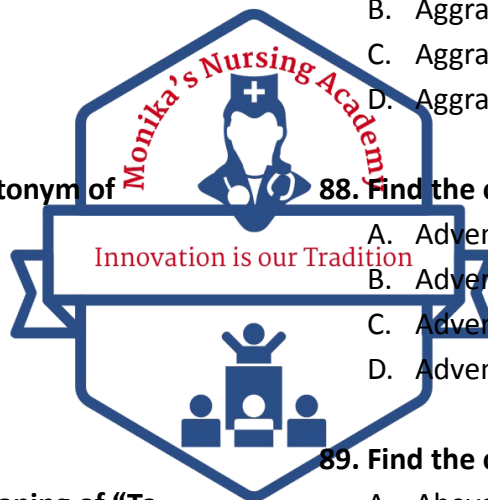 B. Aggra
C. Aggra
D. Aggra
Monika's Nursing Academy
tonym of
88. Find the
A. Adver
B. Adver
C.
D. Adver
Innovation is our Tradition
89. Find the